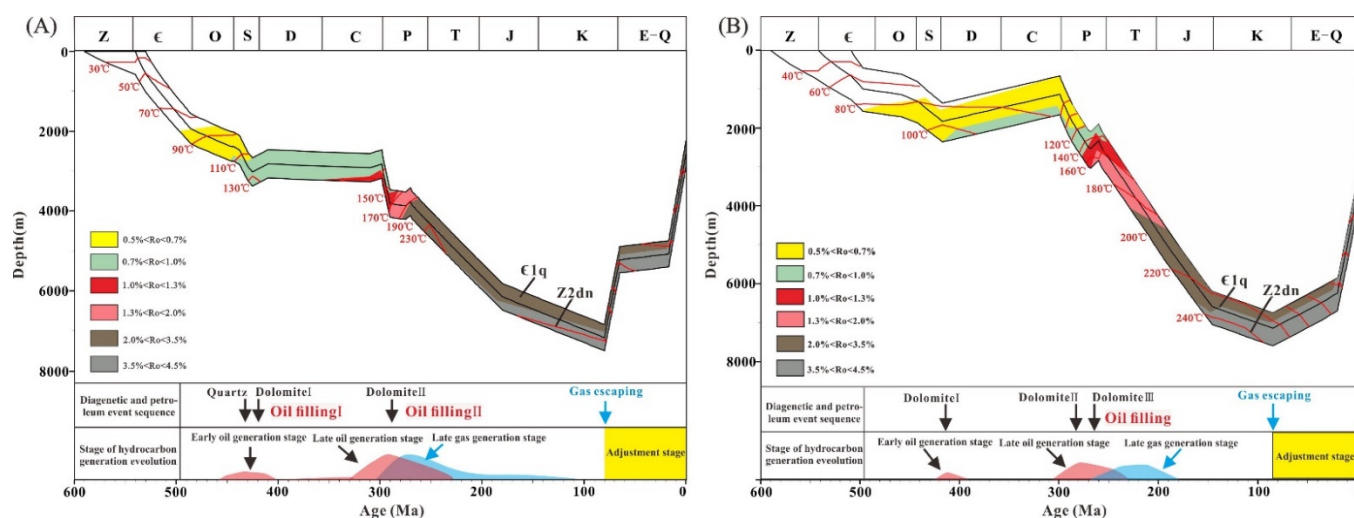 (A)
Z Є O S D C P T J K E-Q
0
2000
4000
6000
8000
Depth(m)
30℃
50℃
70℃
90℃
110℃
130℃
150℃
170℃
190℃
230℃
Є1q
Z2dn
0.5%<Ro<0.7%
0.7%<Ro<1.0%
1.0%<Ro<1.3%
1.3%<Ro<2.0%
2.0%<Ro<3.5%
3.5%<Ro<4.5%
Diagenetic and petro-
leum event sequence
Quartz DolomiteⅠ DolomiteⅡ Gas escaping
Oil fillingⅠ Oil fillingⅡ
Stage of hydrocarbon
generation eveolution
Early oil generation stage Late oil generation stage Late gas generation stage
Adjustment stage
600 500 400 300 200 100 0
Age (Ma)
(B)
Z Є O S D C P T J K E-Q
0
2000
4000
6000
8000
Depth(m)
40℃
60℃
80℃
100℃
120℃
140℃
160℃
180℃
200℃
220℃
240℃
Є1q
Z2dn
0.5%<Ro<0.7%
0.7%<Ro<1.0%
1.0%<Ro<1.3%
1.3%<Ro<2.0%
2.0%<Ro<3.5%
3.5%<Ro<4.5%
Diagenetic and petro-
leum event sequence
DolomiteⅠ DolomiteⅡ DolomiteⅢ Gas escaping
Oil filling
Stage of hydrocarbon
generation eveolution
Early oil generation stage Late oil generation stage Late gas generation stage
Adjustment stage
600 500 400 300 200 100 0
Age (Ma)